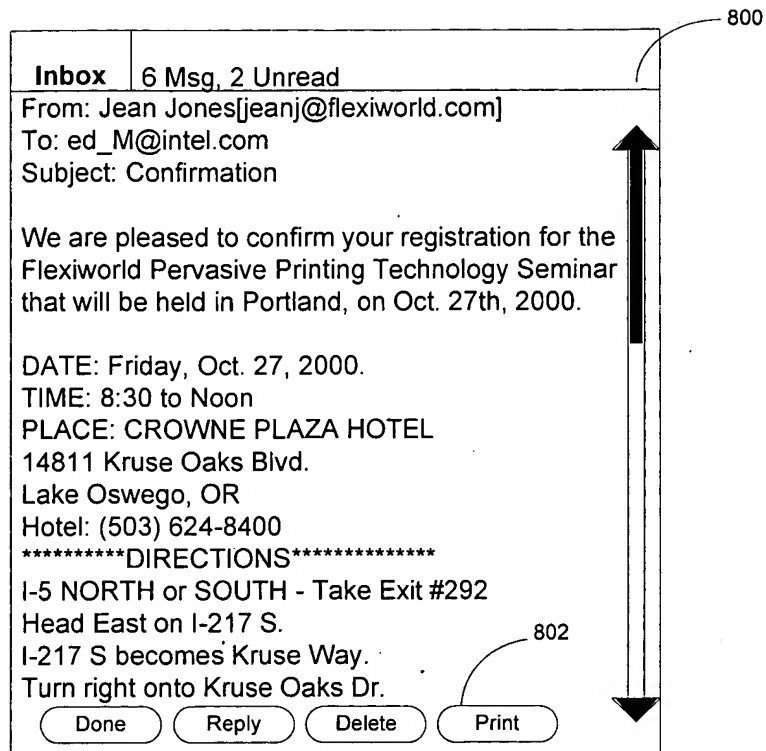 800
Inbox 6 Msg, 2 Unread
From: Jean Jones[jeanj@flexiworld.com]
To: ed_M@intel.com
Subject: Confirmation
We are pleased to confirm your registration for the
Flexiworld Pervasive Printing Technology Seminar
that will be held in Portland, on Oct. 27th, 2000.
DATE: Friday, Oct. 27, 2000.
TIME: 8:30 to Noon
PLACE: CROWNE PLAZA HOTEL
14811 Kruse Oaks Blvd.
Lake Oswego, OR
Hotel: (503) 624-8400
**********DIRECTIONS**************
I-5 NORTH or SOUTH - Take Exit #292
Head East on I-217 S.
802
I-217 S becomes Kruse Way.
Turn right onto Kruse Oaks Dr.
Done Reply Delete Print